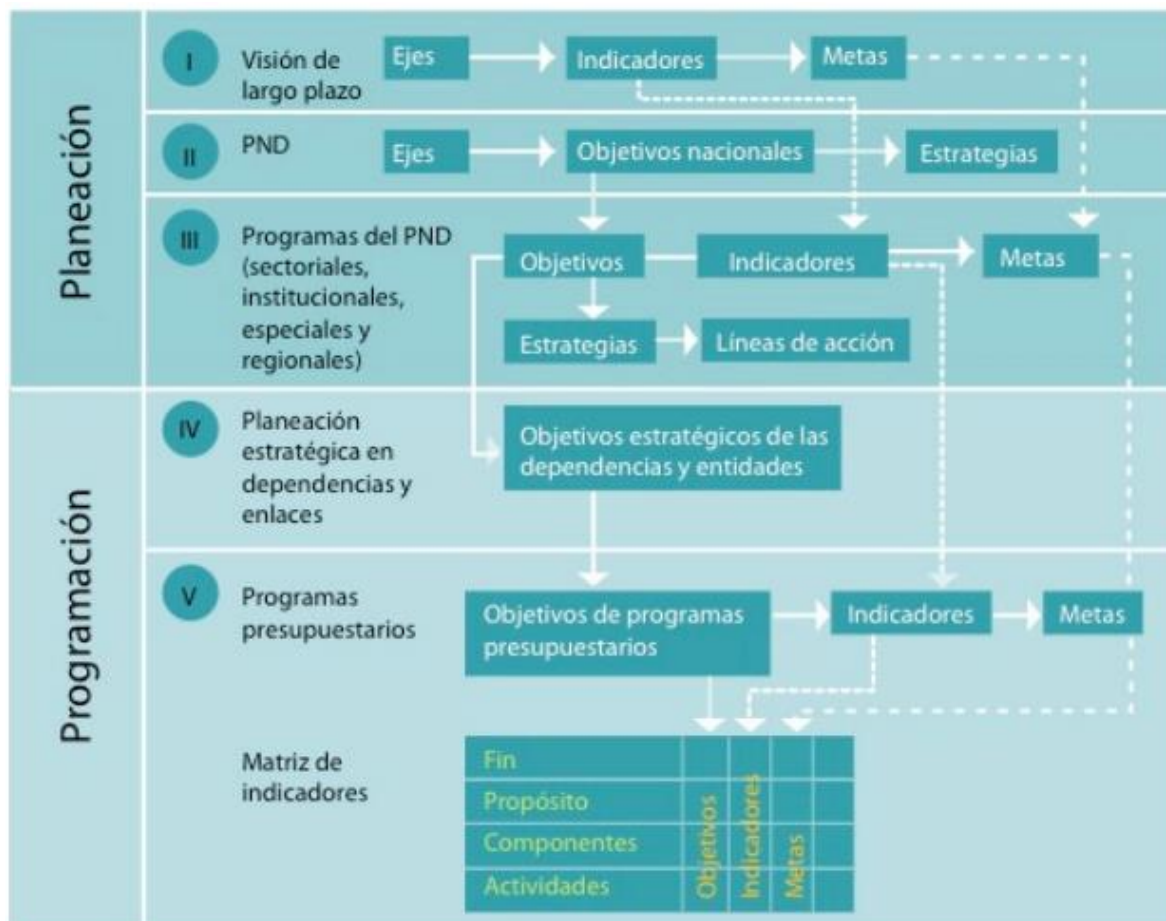 Planeación
I
Visión de
largo plazo
Ejes
Indicadores
Metas
II
PND
Ejes
Objetivos nacionales
Estrategias
III
Programas del PND
(sectoriales,
institucionales,
especiales y
regionales)
Objetivos
Indicadores
Metas
Estrategias
Líneas de acción
Programación
IV
Planeación
estratégica en
dependencias y
enlaces
Objetivos estratégicos de las
dependencias y entidades
V
Programas
presupuestarios
Objetivos de programas
presupuestarios
Indicadores
Metas
Matriz de
indicadores
Fin
Propósito
Componentes
Actividades
Objetivos
Indicadores
Metas